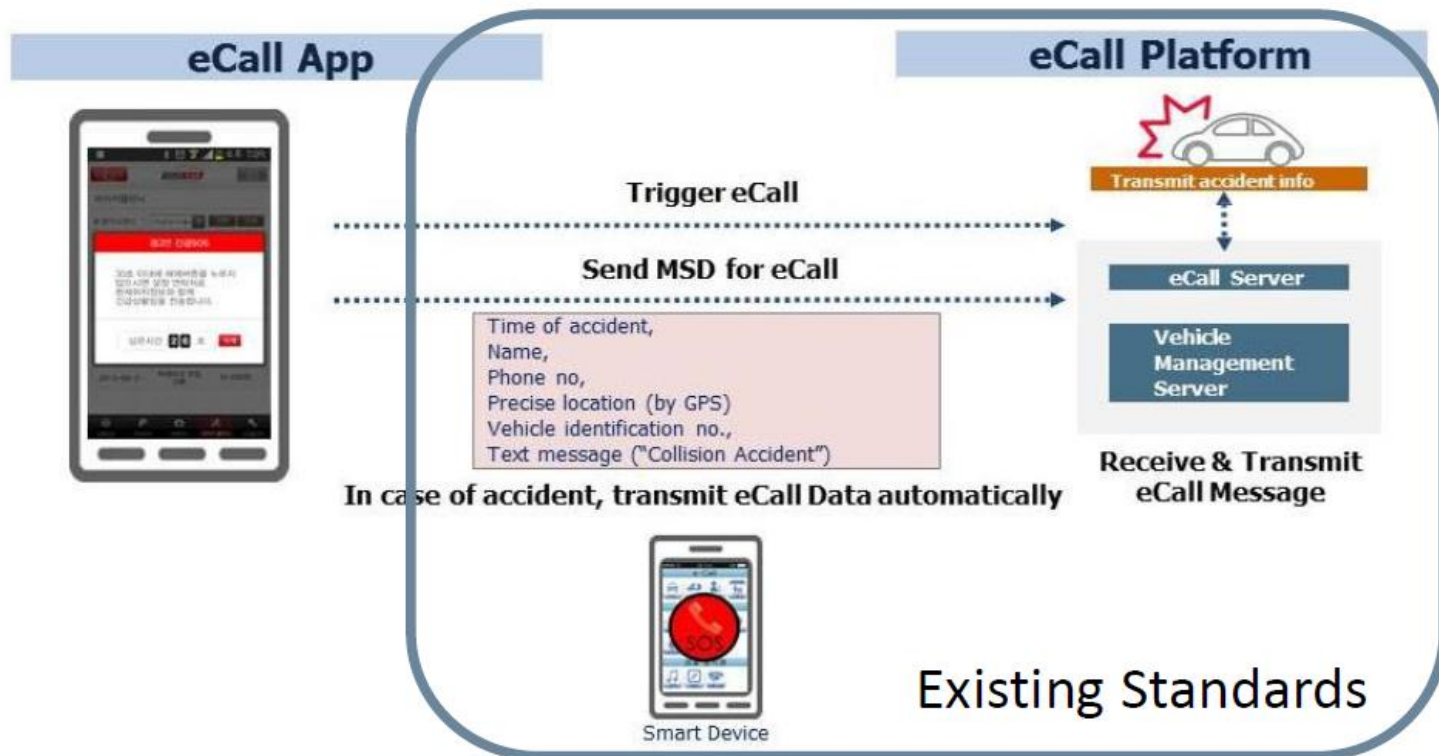 eCall App
eCall Platform
Trigger eCall
Transmit accident info
Send MSD for eCall
eCall Server
Time of accident,
Name,
Phone no,
Precise location (by GPS)
Vehicle identification no.,
Text message (“Collision Accident”)
Vehicle
Management
Server
Receive & Transmit
eCall Message
In case of accident, transmit eCall Data automatically
SOS
Smart Device
Existing Standards